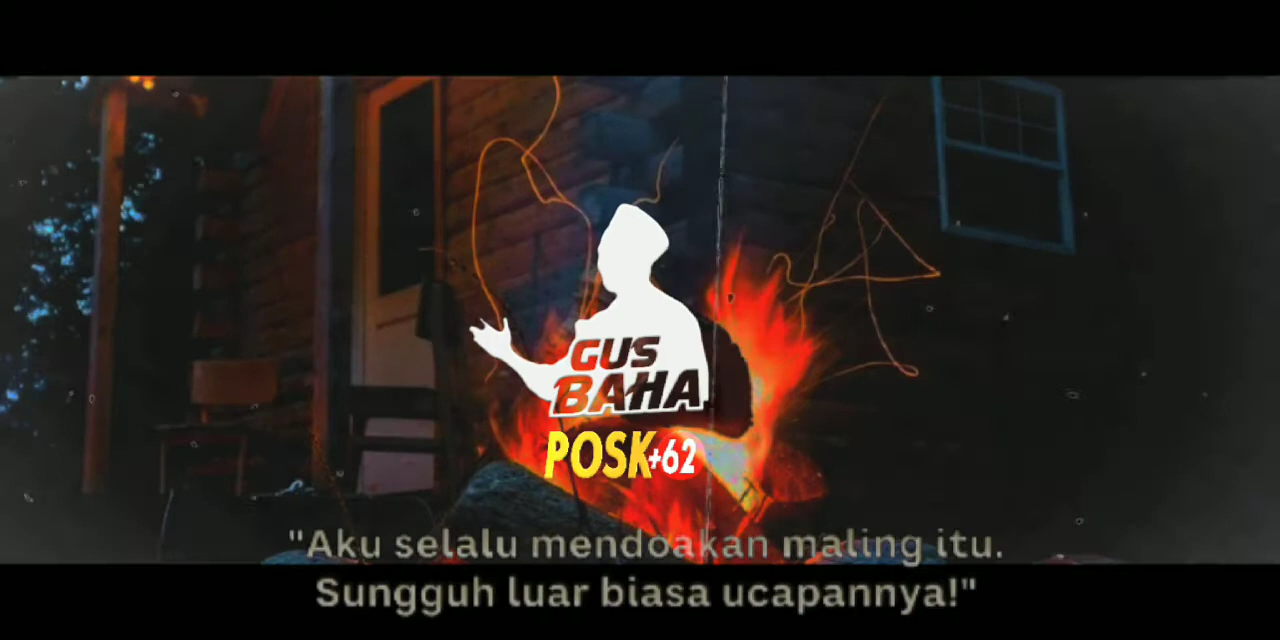 GUS
BAHA
POSK+62
"Aku selalu mendoakan maling itu.
Sungguh luar biasa ucapannya!"